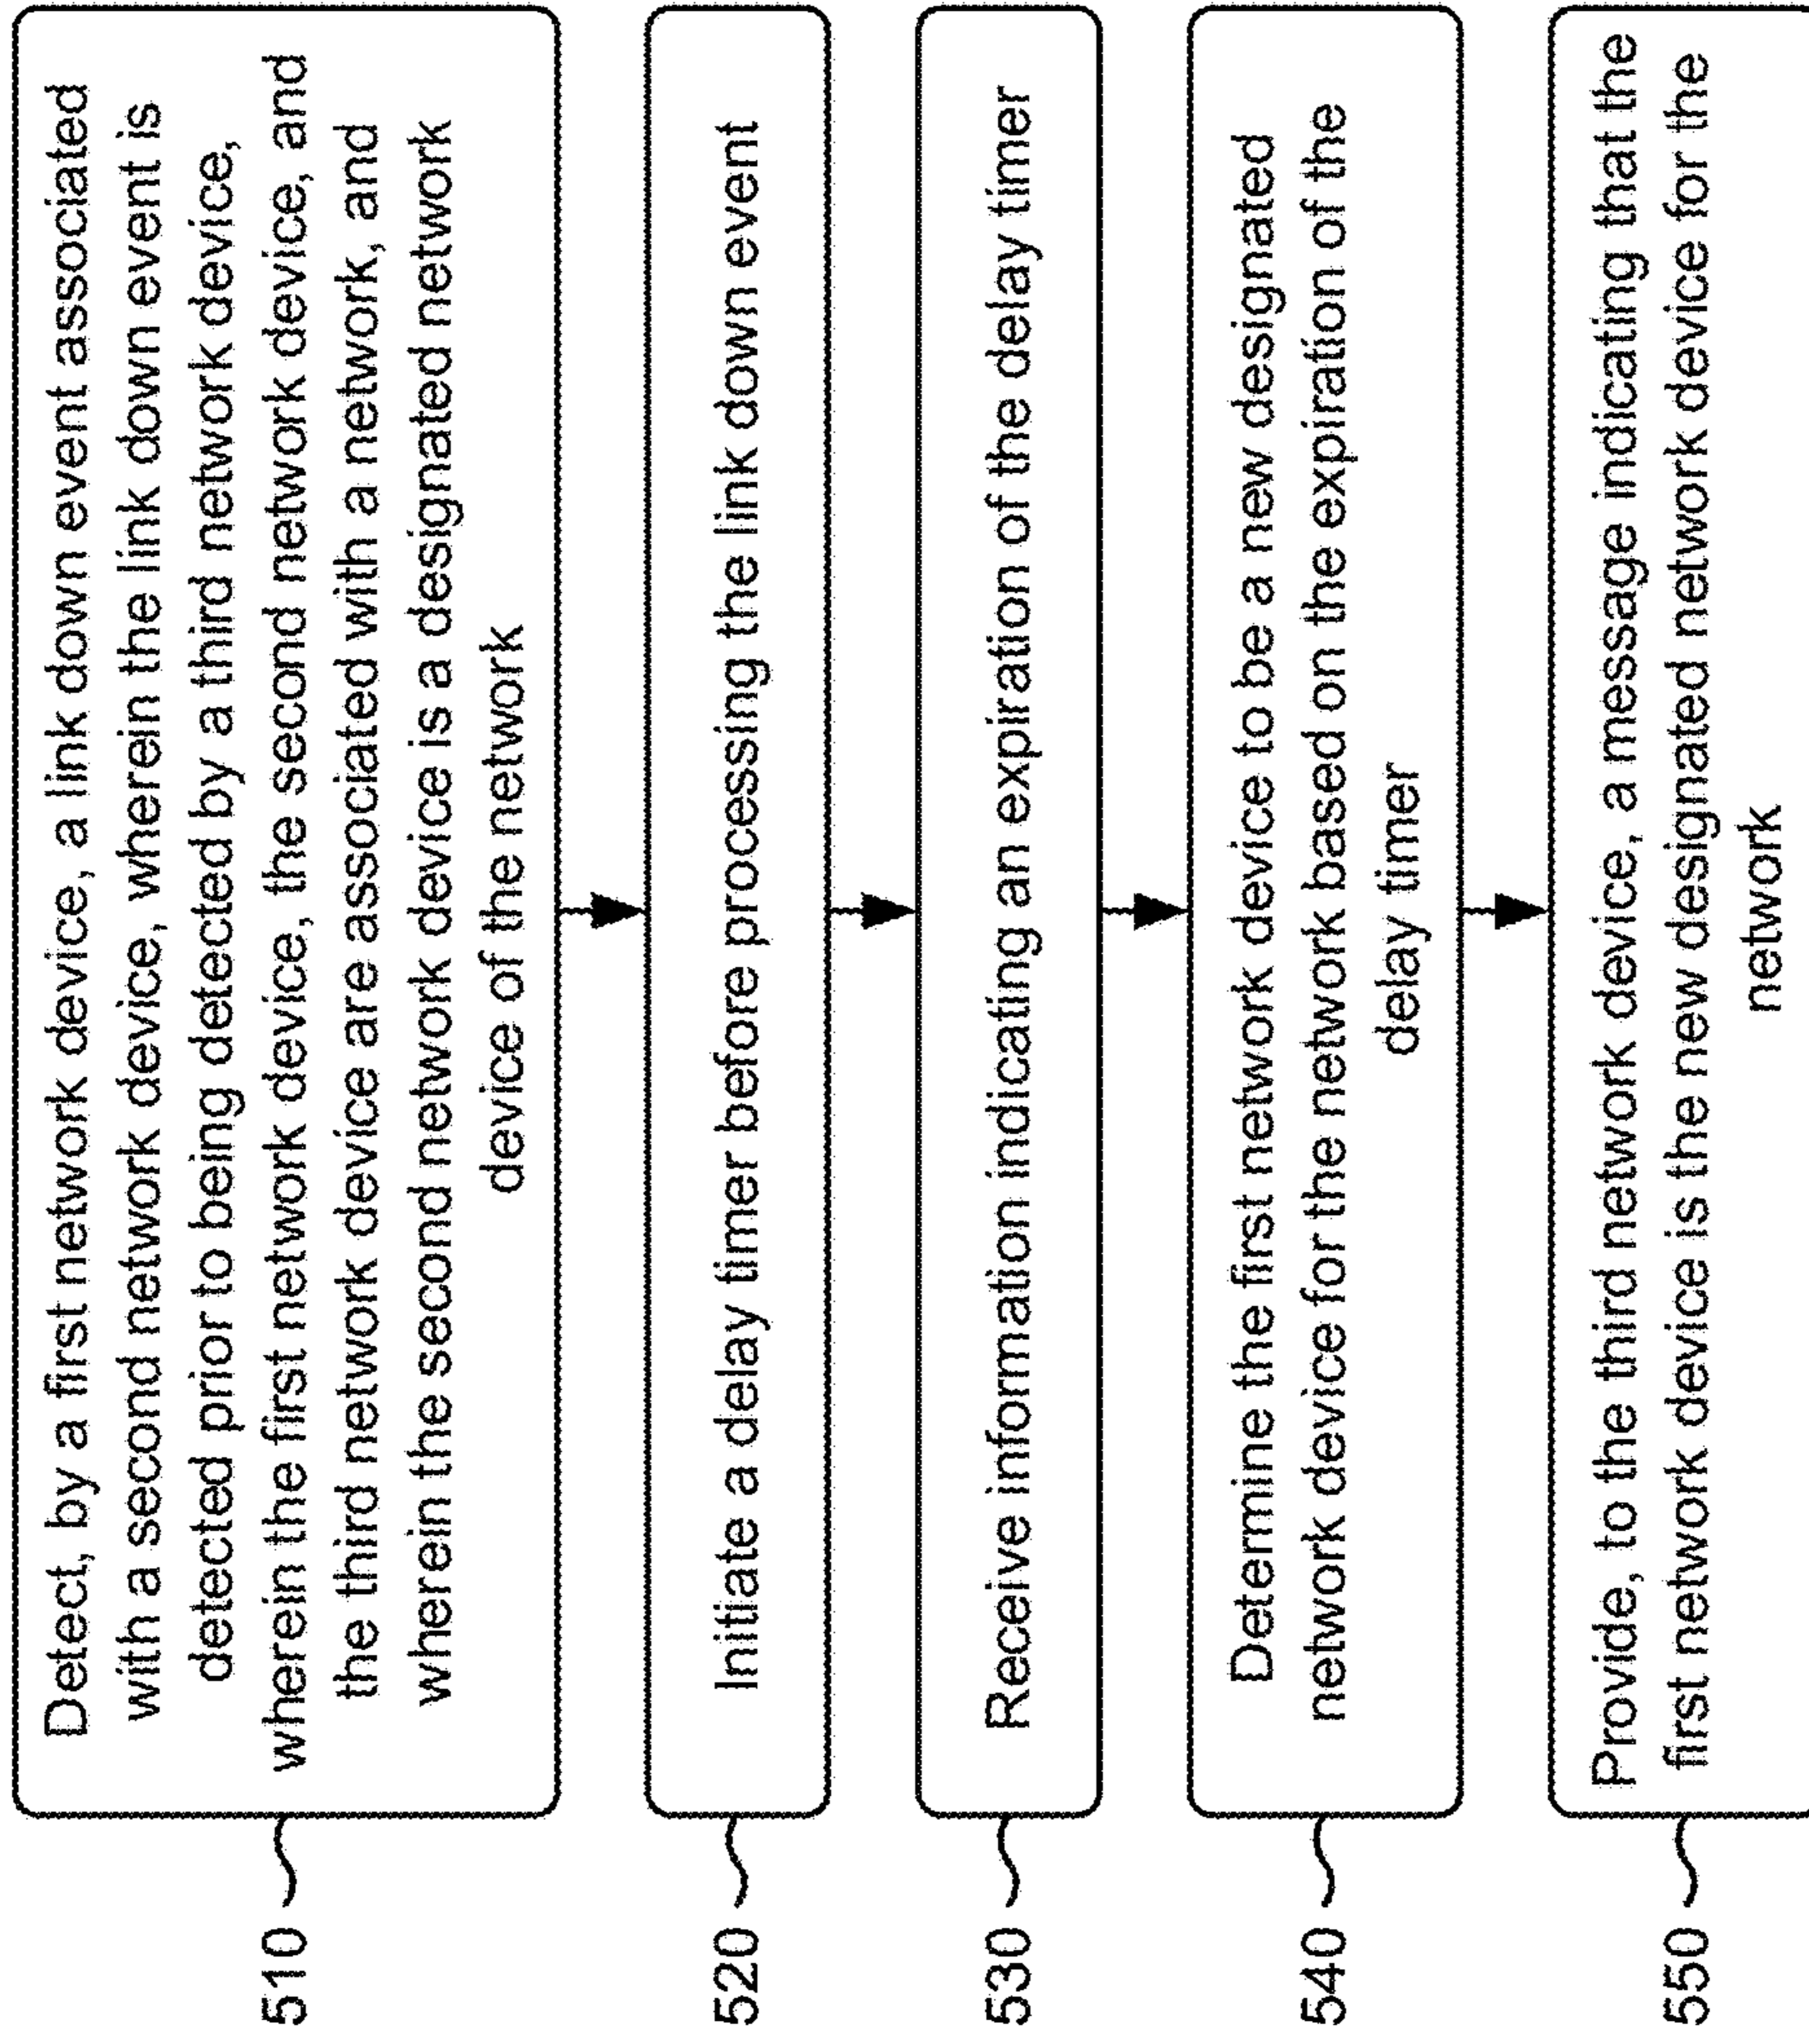 510
Detect, by a first network device, a link down event associated
with a second network device, wherein the link down event is
detected prior to being detected by a third network device,
wherein the first network device, the second network device, and
the third network device are associated with a network, and
wherein the second network device is a designated network
device of the network
520
Initiate a delay timer before processing the link down event
530
Receive information indicating an expiration of the delay timer
540
Determine the first network device to be a new designated
network device for the network based on the expiration of the
delay timer
550
Provide, to the third network device, a message indicating that the
first network device is the new designated network device for the
network